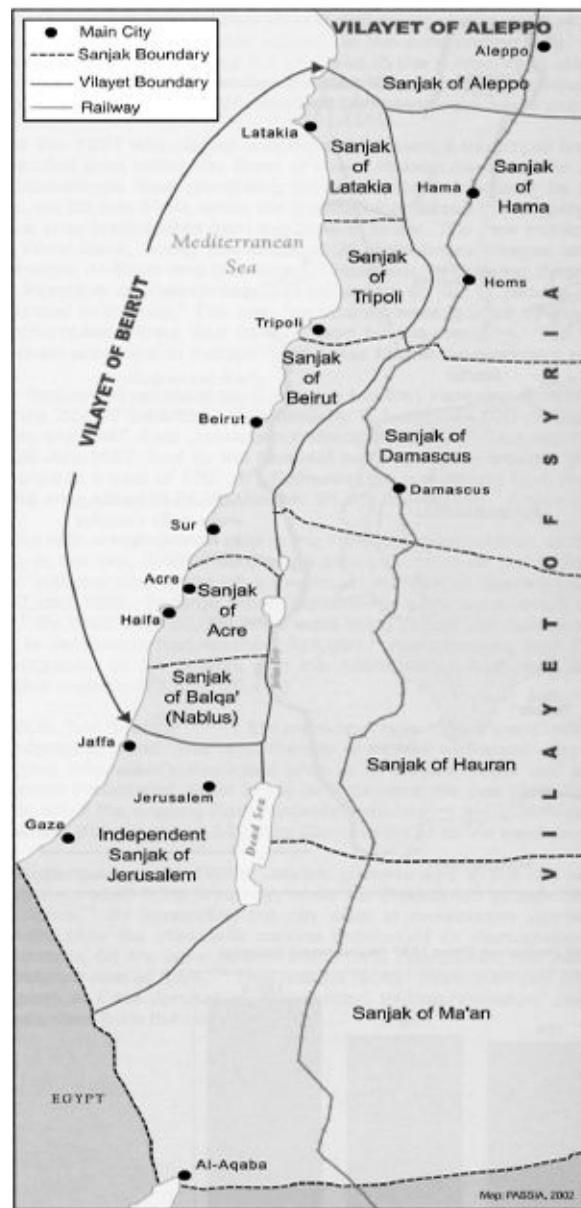 Main City
Sanjak Boundary
Vilayet Boundary
Railway
VILAYET OF ALEPPO
Aleppo
Sanjak of Aleppo
Latakia
Sanjak
of
Latakia
Hama
Sanjak
of
Hama
Mediterranean
Sea
Sanjak
of
Tripoli
Homs
Tripoli
Sanjak
of
Beirut
VILAYET OF BEIRUT
Beirut
Sanjak of
Damascus
Damascus
VILAYET OF SYRIA
Sur
Acre
Haifa
Sanjak
of
Acre
Sanjak
of Balqa'
(Nablus)
Jaffa
Jerusalem
Sanjak of Hauran
Gaza
Dead Sea
Independent
Sanjak of
Jerusalem
Sanjak of Ma'an
EGYPT
Al-Aqaba
Map: PASSIA, 2002